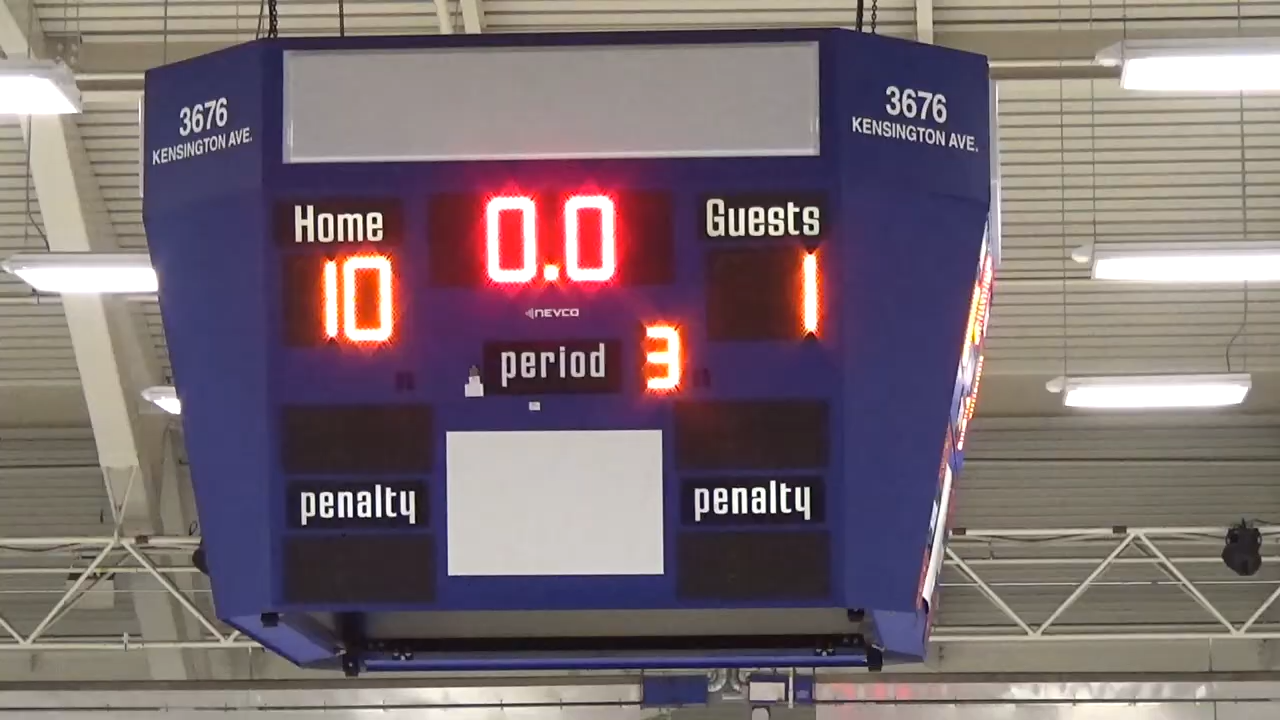 3676
KENSINGTON AVE.
3676
KENSINGTON AVE.
Home
0.0
Guests
10
1
NEVCO
period
3
penalty
penalty